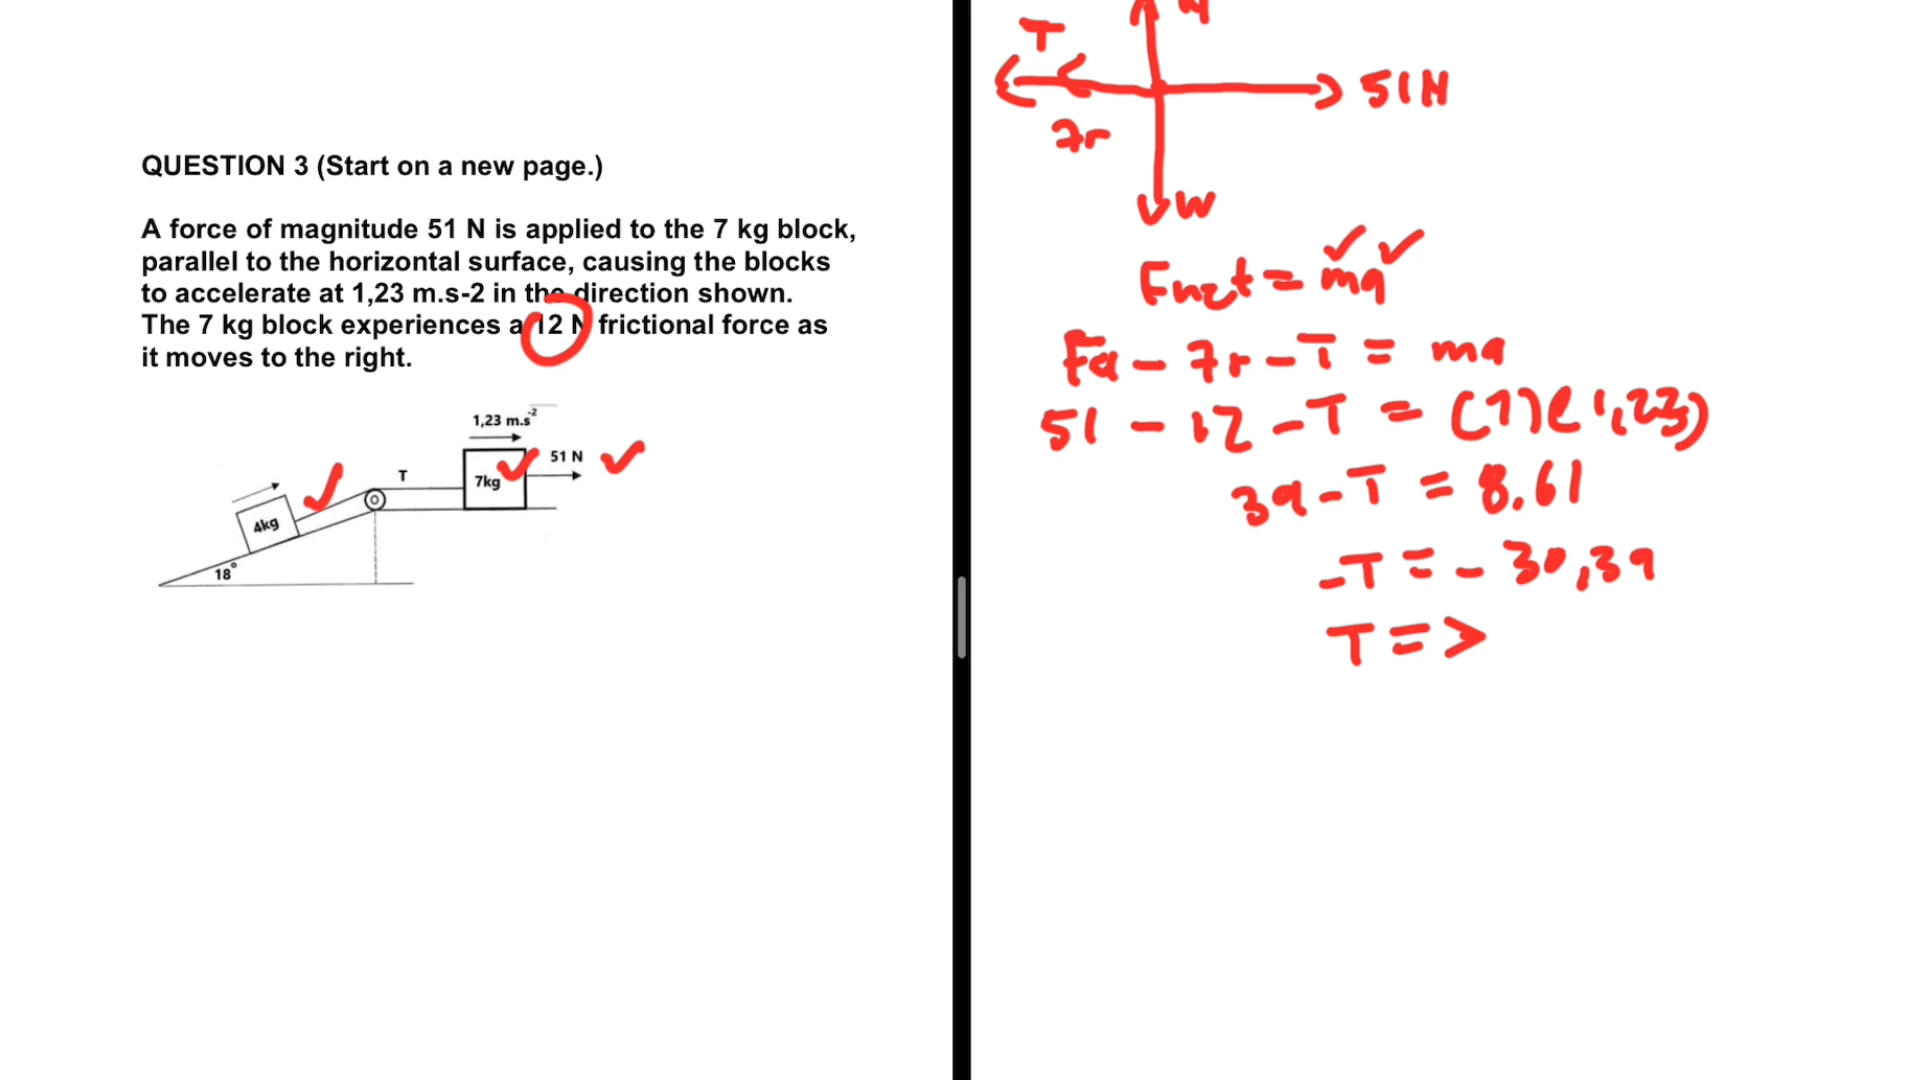 QUESTION 3 (Start on a new page.)
A force of magnitude 51 N is applied to the 7 kg block,
parallel to the horizontal surface, causing the blocks
to accelerate at 1,23 m.s-2 in the direction shown.
The 7 kg block experiences a 12 N frictional force as
it moves to the right.
1,23 m.s-2
51 N
T
7kg
4kg
18°
T
51N
Fr
W
Fnet = ma
Fa - Fr - T = ma
51 - 12 - T = (7)(1,23)
39 - T = 8,61
-T = - 30,39
T =>